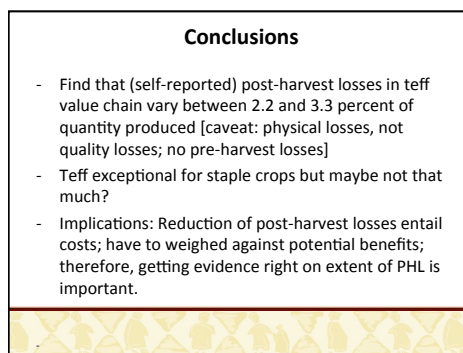 Conclusions
- Find that (self-reported) post-harvest losses in teff
value chain vary between 2.2 and 3.3 percent of
quantity produced [caveat: physical losses, not
quality losses; no pre-harvest losses]
- Teff exceptional for staple crops but maybe not that
much?
- Implications: Reduction of post-harvest losses entail
costs; have to weighed against potential benefits;
therefore, getting evidence right on extent of PHL is
important.
-